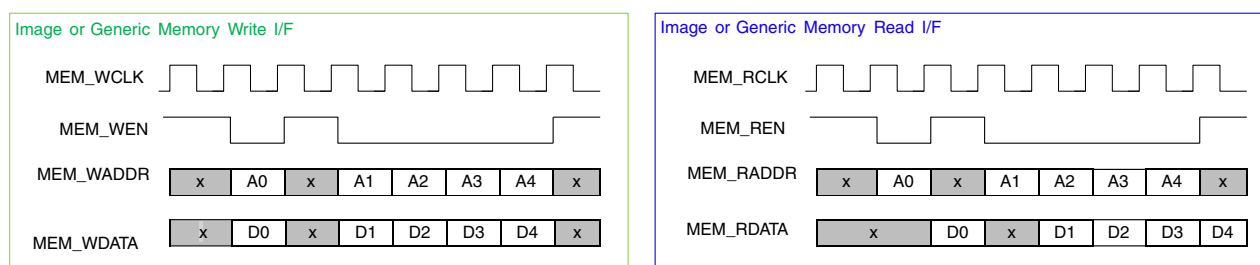 Image or Generic Memory Write I/F
MEM_WCLK
MEM_WEN
MEM_WADDR x A0 x A1 A2 A3 A4 x
MEM_WDATA x D0 x D1 D2 D3 D4 x
Image or Generic Memory Read I/F
MEM_RCLK
MEM_REN
MEM_RADDR x A0 x A1 A2 A3 A4 x
MEM_RDATA x D0 x D1 D2 D3 D4